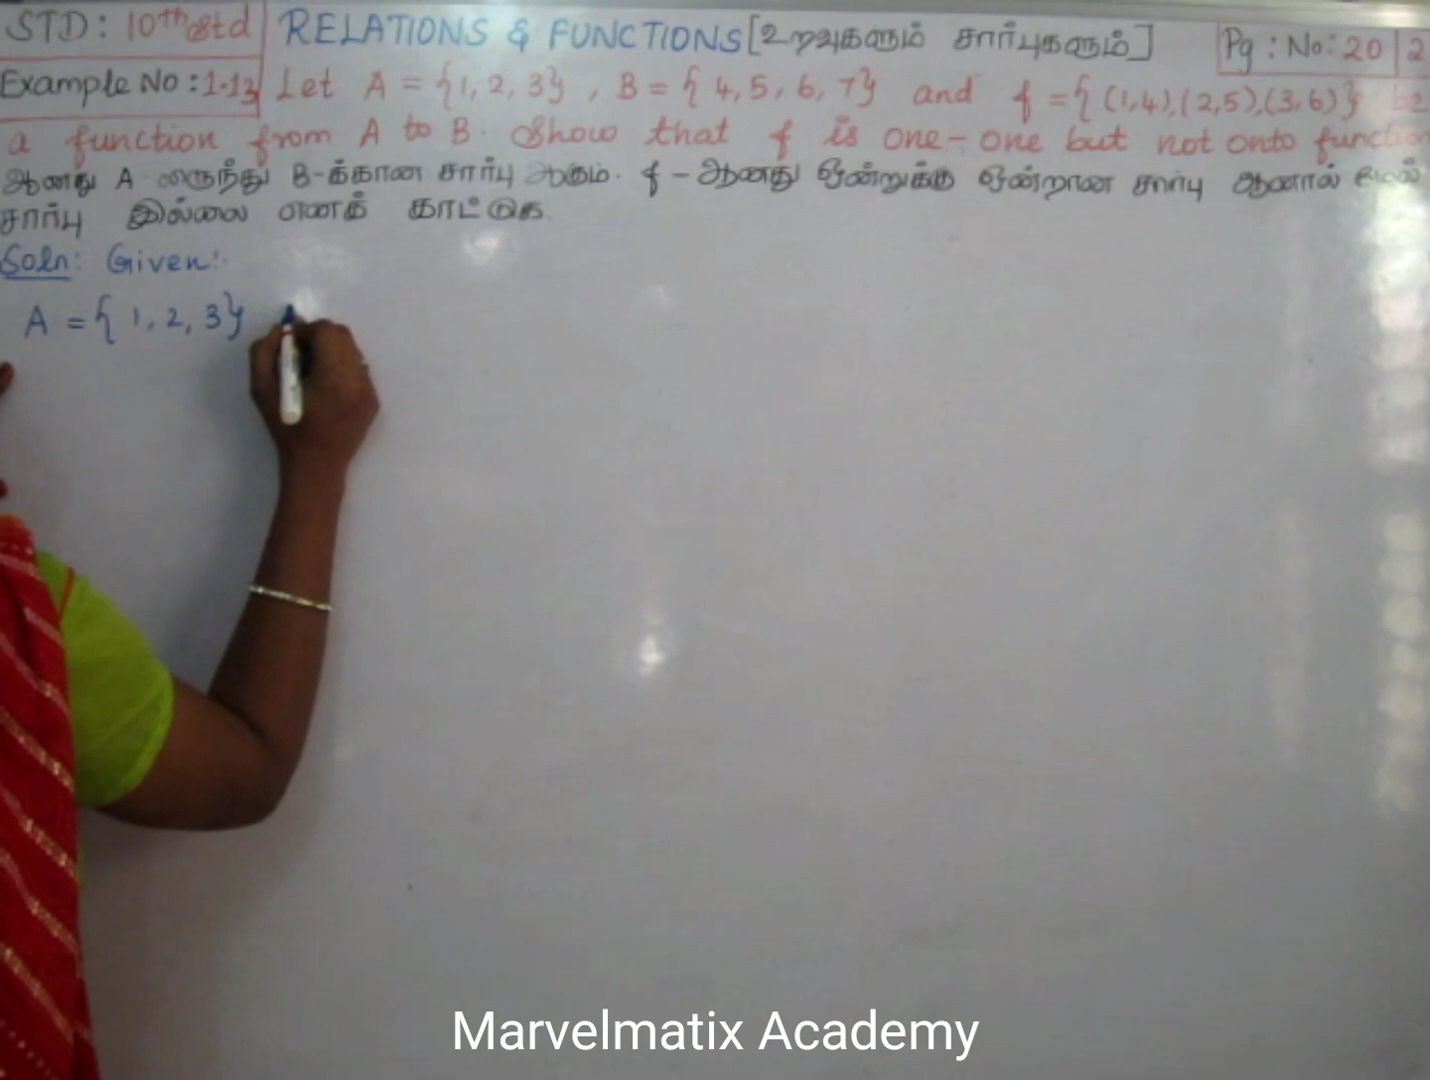 STD: 10th Std RELATIONS & FUNCTIONS [உறவுகளும் சார்புகளும்] Pg: No: 20 2
Example No: 1.13 Let A = {1, 2, 3}, B = { 4, 5, 6, 7} and f = { (1,4), (2,5), (3,6)} be
a function from A to B. Show that f is one-one but not onto function
ஆனது A லிருந்து B-க்கான சார்பு ஆகும். f - ஆனது ஒன்றுக்கு ஒன்றான சார்பு ஆனால்
சார்பு இல்லை எனக் காட்டுக.
Soln: Given:-
A = { 1, 2, 3}
Marvelmatix Academy